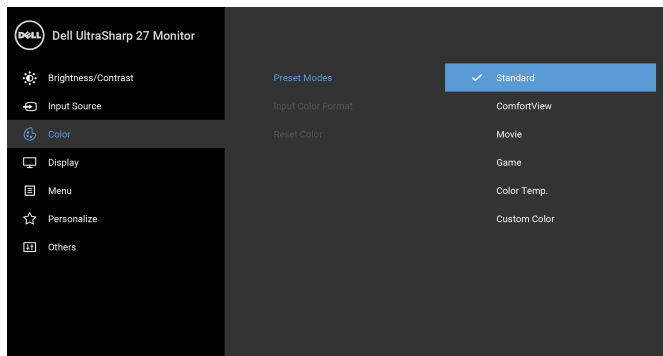 DELL Dell UltraSharp 27 Monitor
Brightness/Contrast
Input Source
Color
Display
Menu
Personalize
Others
Preset Modes
Input Color Format
Reset Color
Standard
ComfortView
Movie
Game
Color Temp.
Custom Color